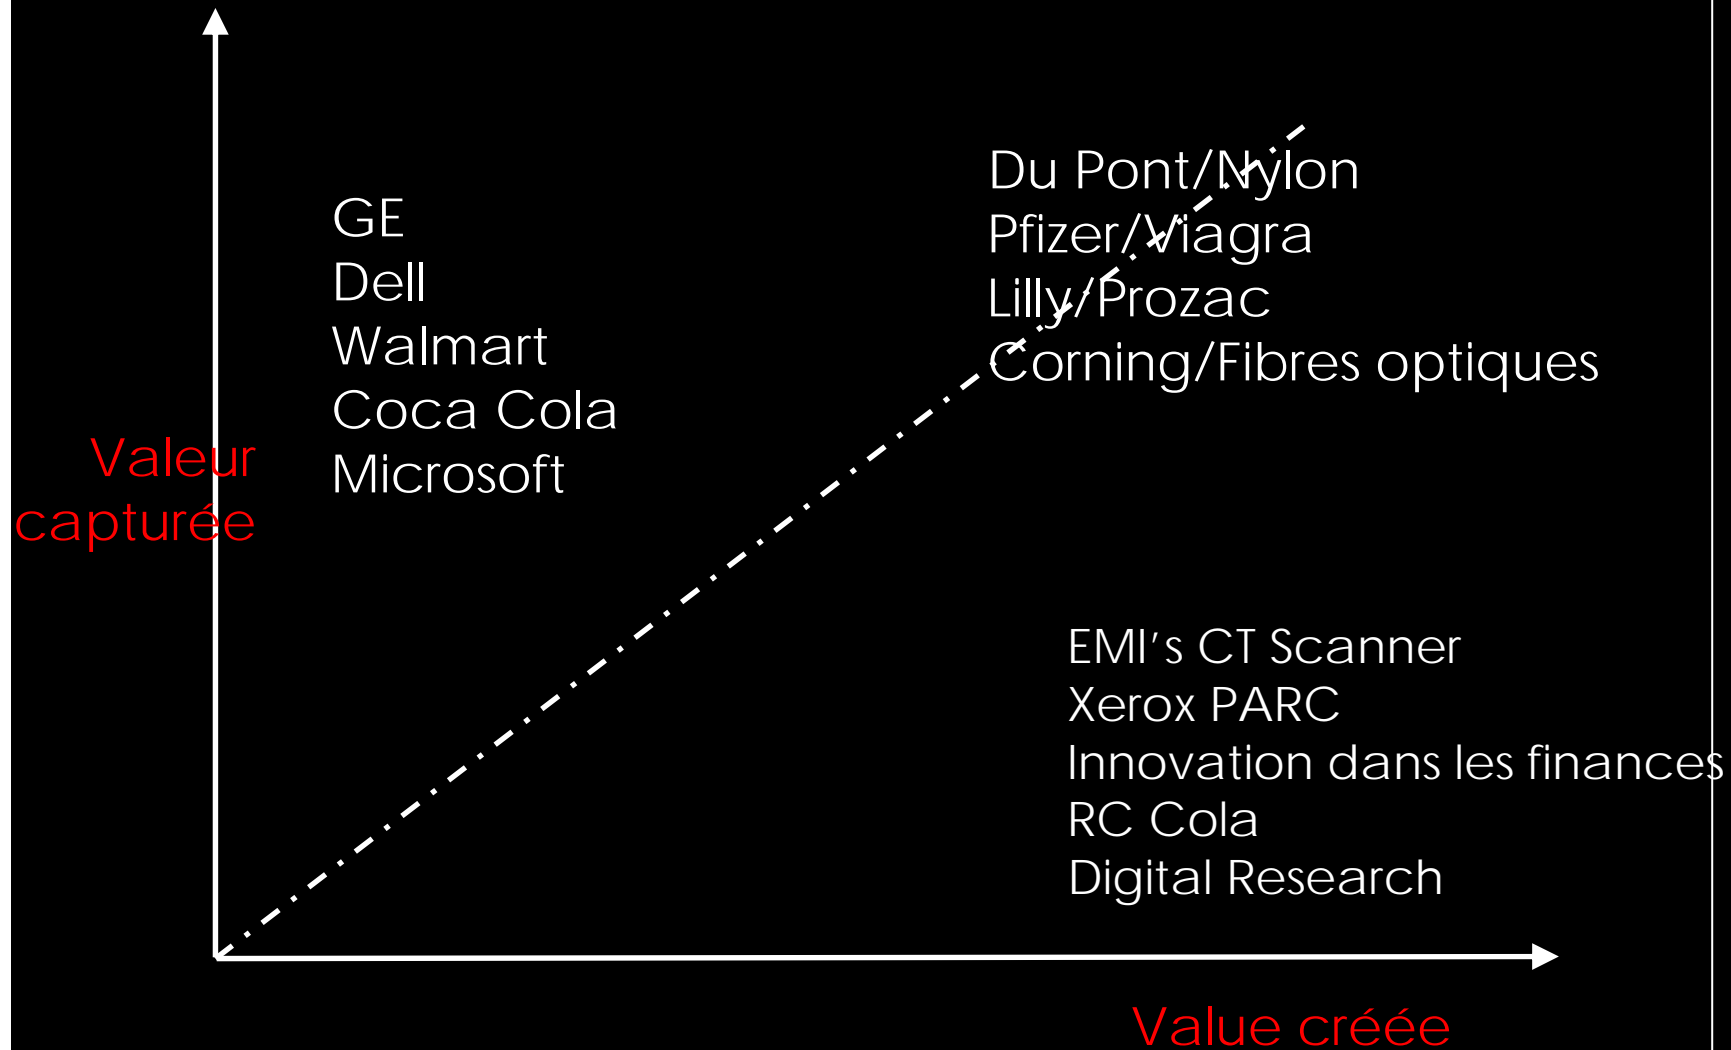 Du Pont/Nylon
Pfizer/Viagra
Lilly/Prozac
Corning/Fibres optiques
GE
Dell
Walmart
Coca Cola
Microsoft
Valeur
capturée
EMI's CT Scanner
Xerox PARC
Innovation dans les finances
RC Cola
Digital Research
Value créée